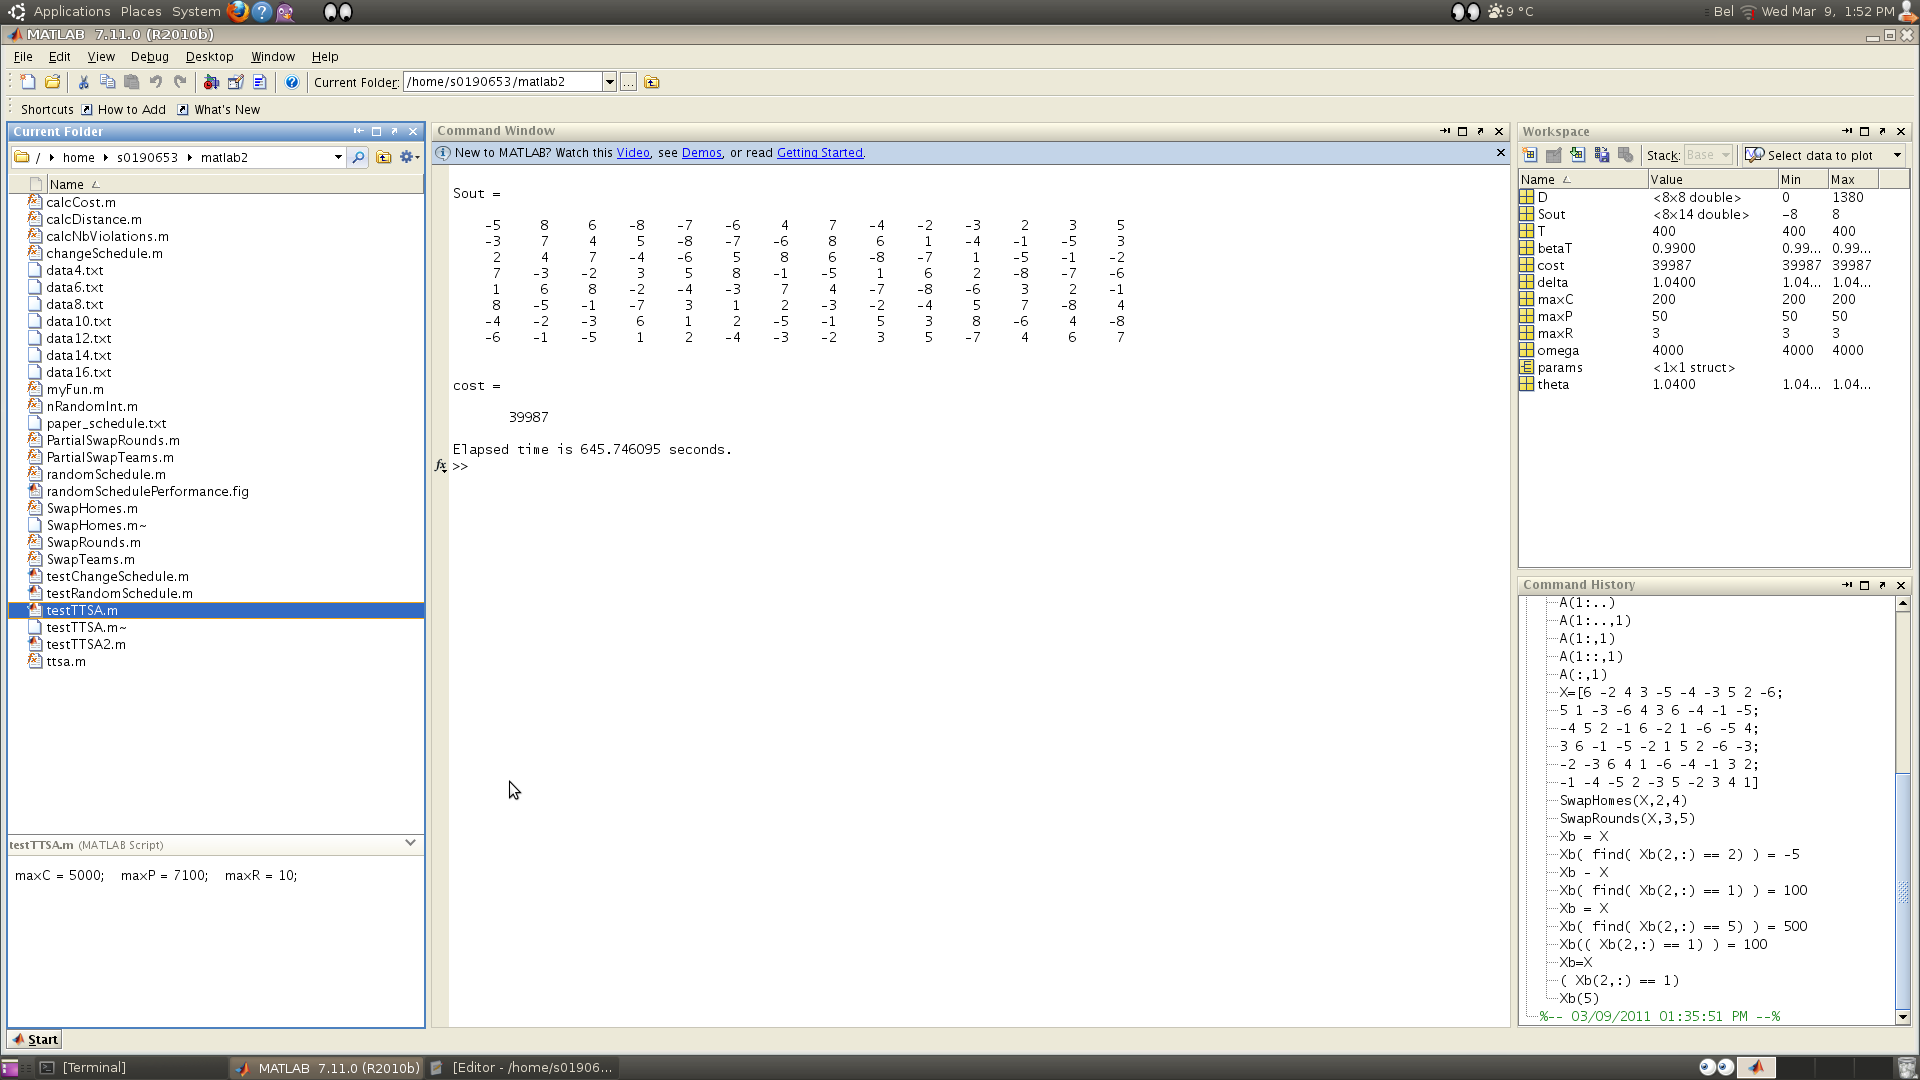 Applications Places System 9 °C Bel Wed Mar 9, 1:52 PM
MATLAB 7.11.0 (R2010b)
File Edit View Debug Desktop Window Help
Current Folder: /home/s0190653/matlab2 ...
Shortcuts How to Add What's New
Current Folder
/ home s0190653 matlab2
Name
calcCost.m
calcDistance.m
calcNbViolations.m
changeSchedule.m
data4.txt
data6.txt
data8.txt
data10.txt
data12.txt
data14.txt
data16.txt
myFun.m
nRandomInt.m
paper_schedule.txt
PartialSwapRounds.m
PartialSwapTeams.m
randomSchedule.m
randomSchedulePerformance.fig
SwapHomes.m
SwapHomes.m~
SwapRounds.m
SwapTeams.m
testChangeSchedule.m
testRandomSchedule.m
testTTSA.m
testTTSA.m~
testTTSA2.m
ttsa.m
testTTSA.m (MATLAB Script)
maxC = 5000; maxP = 7100; maxR = 10;
Start
Command Window
New to MATLAB? Watch this Video, see Demos, or read Getting Started.
Sout =
-5 8 6 -8 -7 -6 4 7 -4 -2 -3 2 3 5
-3 7 4 5 -8 -7 -6 8 6 1 -4 -1 -5 3
2 4 7 -4 -6 5 8 6 -8 -7 1 -5 -1 -2
7 -3 -2 3 5 8 -1 -5 1 6 2 -8 -7 -6
1 6 8 -2 -4 -3 7 4 -7 -8 -6 3 2 -1
8 -5 -1 -7 3 1 2 -3 -2 -4 5 7 -8 4
-4 -2 -3 6 1 2 -5 -1 5 3 8 -6 4 -8
-6 -1 -5 1 2 -4 -3 -2 3 5 -7 4 6 7
cost =
39987
Elapsed time is 645.746095 seconds.
fx >>
Workspace
Stack: Base Select data to plot
Name Value Min Max
D <8x8 double> 0 1380
Sout <8x14 double> -8 8
T 400 400 400
betaT 0.9900 0.99... 0.99...
cost 39987 39987 39987
delta 1.0400 1.04... 1.04...
maxC 200 200 200
maxP 50 50 50
maxR 3 3 3
omega 4000 4000 4000
params <1x1 struct>
theta 1.0400 1.04... 1.04...
Command History
A(1:..)
A(1:..,1)
A(1:,1)
A(1::,1)
A(:,1)
X=[6 -2 4 3 -5 -4 -3 5 2 -6;
5 1 -3 -6 4 3 6 -4 -1 -5;
-4 5 2 -1 6 -2 1 -6 -5 4;
3 6 -1 -5 -2 1 5 2 -6 -3;
-2 -3 6 4 1 -6 -4 -1 3 2;
-1 -4 -5 2 -3 5 -2 3 4 1]
SwapHomes(X,2,4)
SwapRounds(X,3,5)
Xb = X
Xb( find( Xb(2,:) == 2) ) = -5
Xb - X
Xb( find( Xb(2,:) == 1) ) = 100
Xb = X
Xb( find( Xb(2,:) == 5) ) = 500
Xb(( Xb(2,:) == 1) ) = 100
Xb=X
( Xb(2,:) == 1)
Xb(5)
%-- 03/09/2011 01:35:51 PM --%
[Terminal] MATLAB 7.11.0 (R2010b) [Editor - /home/s01906...